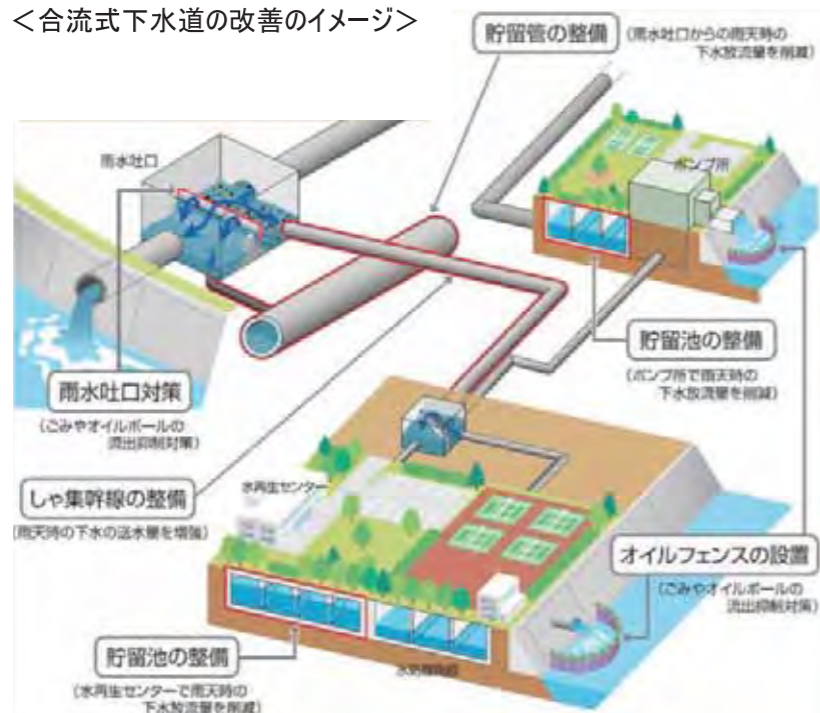 ＜合流式下水道の改善のイメージ＞
貯留管の整備
（雨水吐口からの雨天時の
下水放流量を削減）
雨水吐口
ポンプ所
貯留池の整備
（ポンプ所で雨天時の
下水放流量を削減）
雨水吐口対策
（ごみやオイルボールの
流出抑制対策）
しゃ集幹線の整備
（雨天時の下水の送水量を増強）
水再生センター
オイルフェンスの設置
（ごみやオイルボールの
流出抑制対策）
貯留池の整備
（水再生センターで雨天時の
下水放流量を削減）